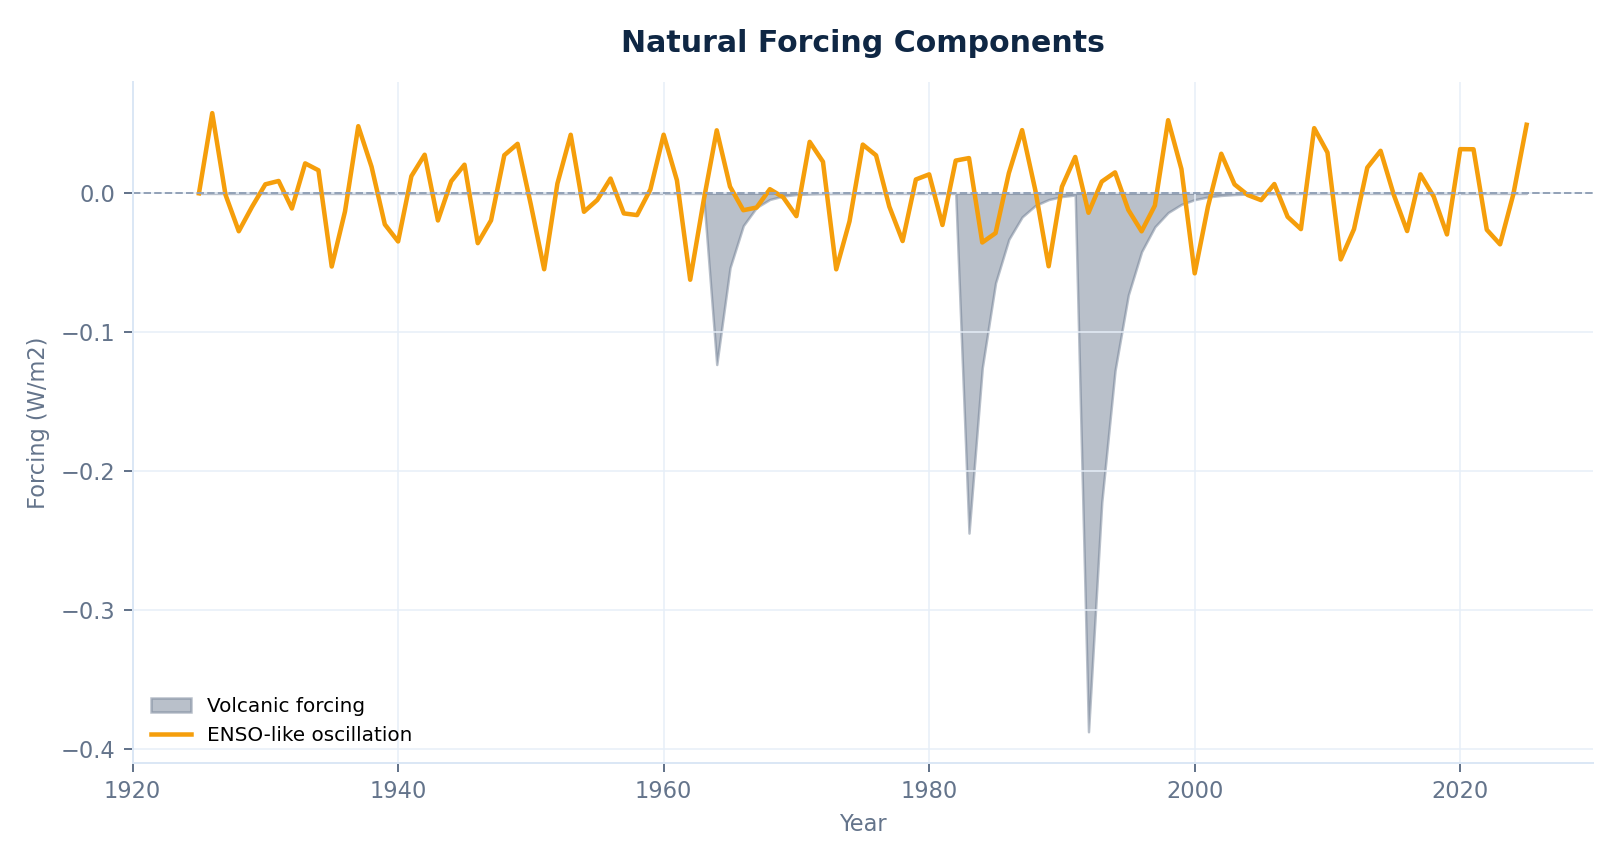 Natural Forcing Components
Forcing (W/m2)
0.0
−0.1
−0.2
−0.3
−0.4
Volcanic forcing
ENSO-like oscillation
1920 1940 1960 1980 2000 2020
Year